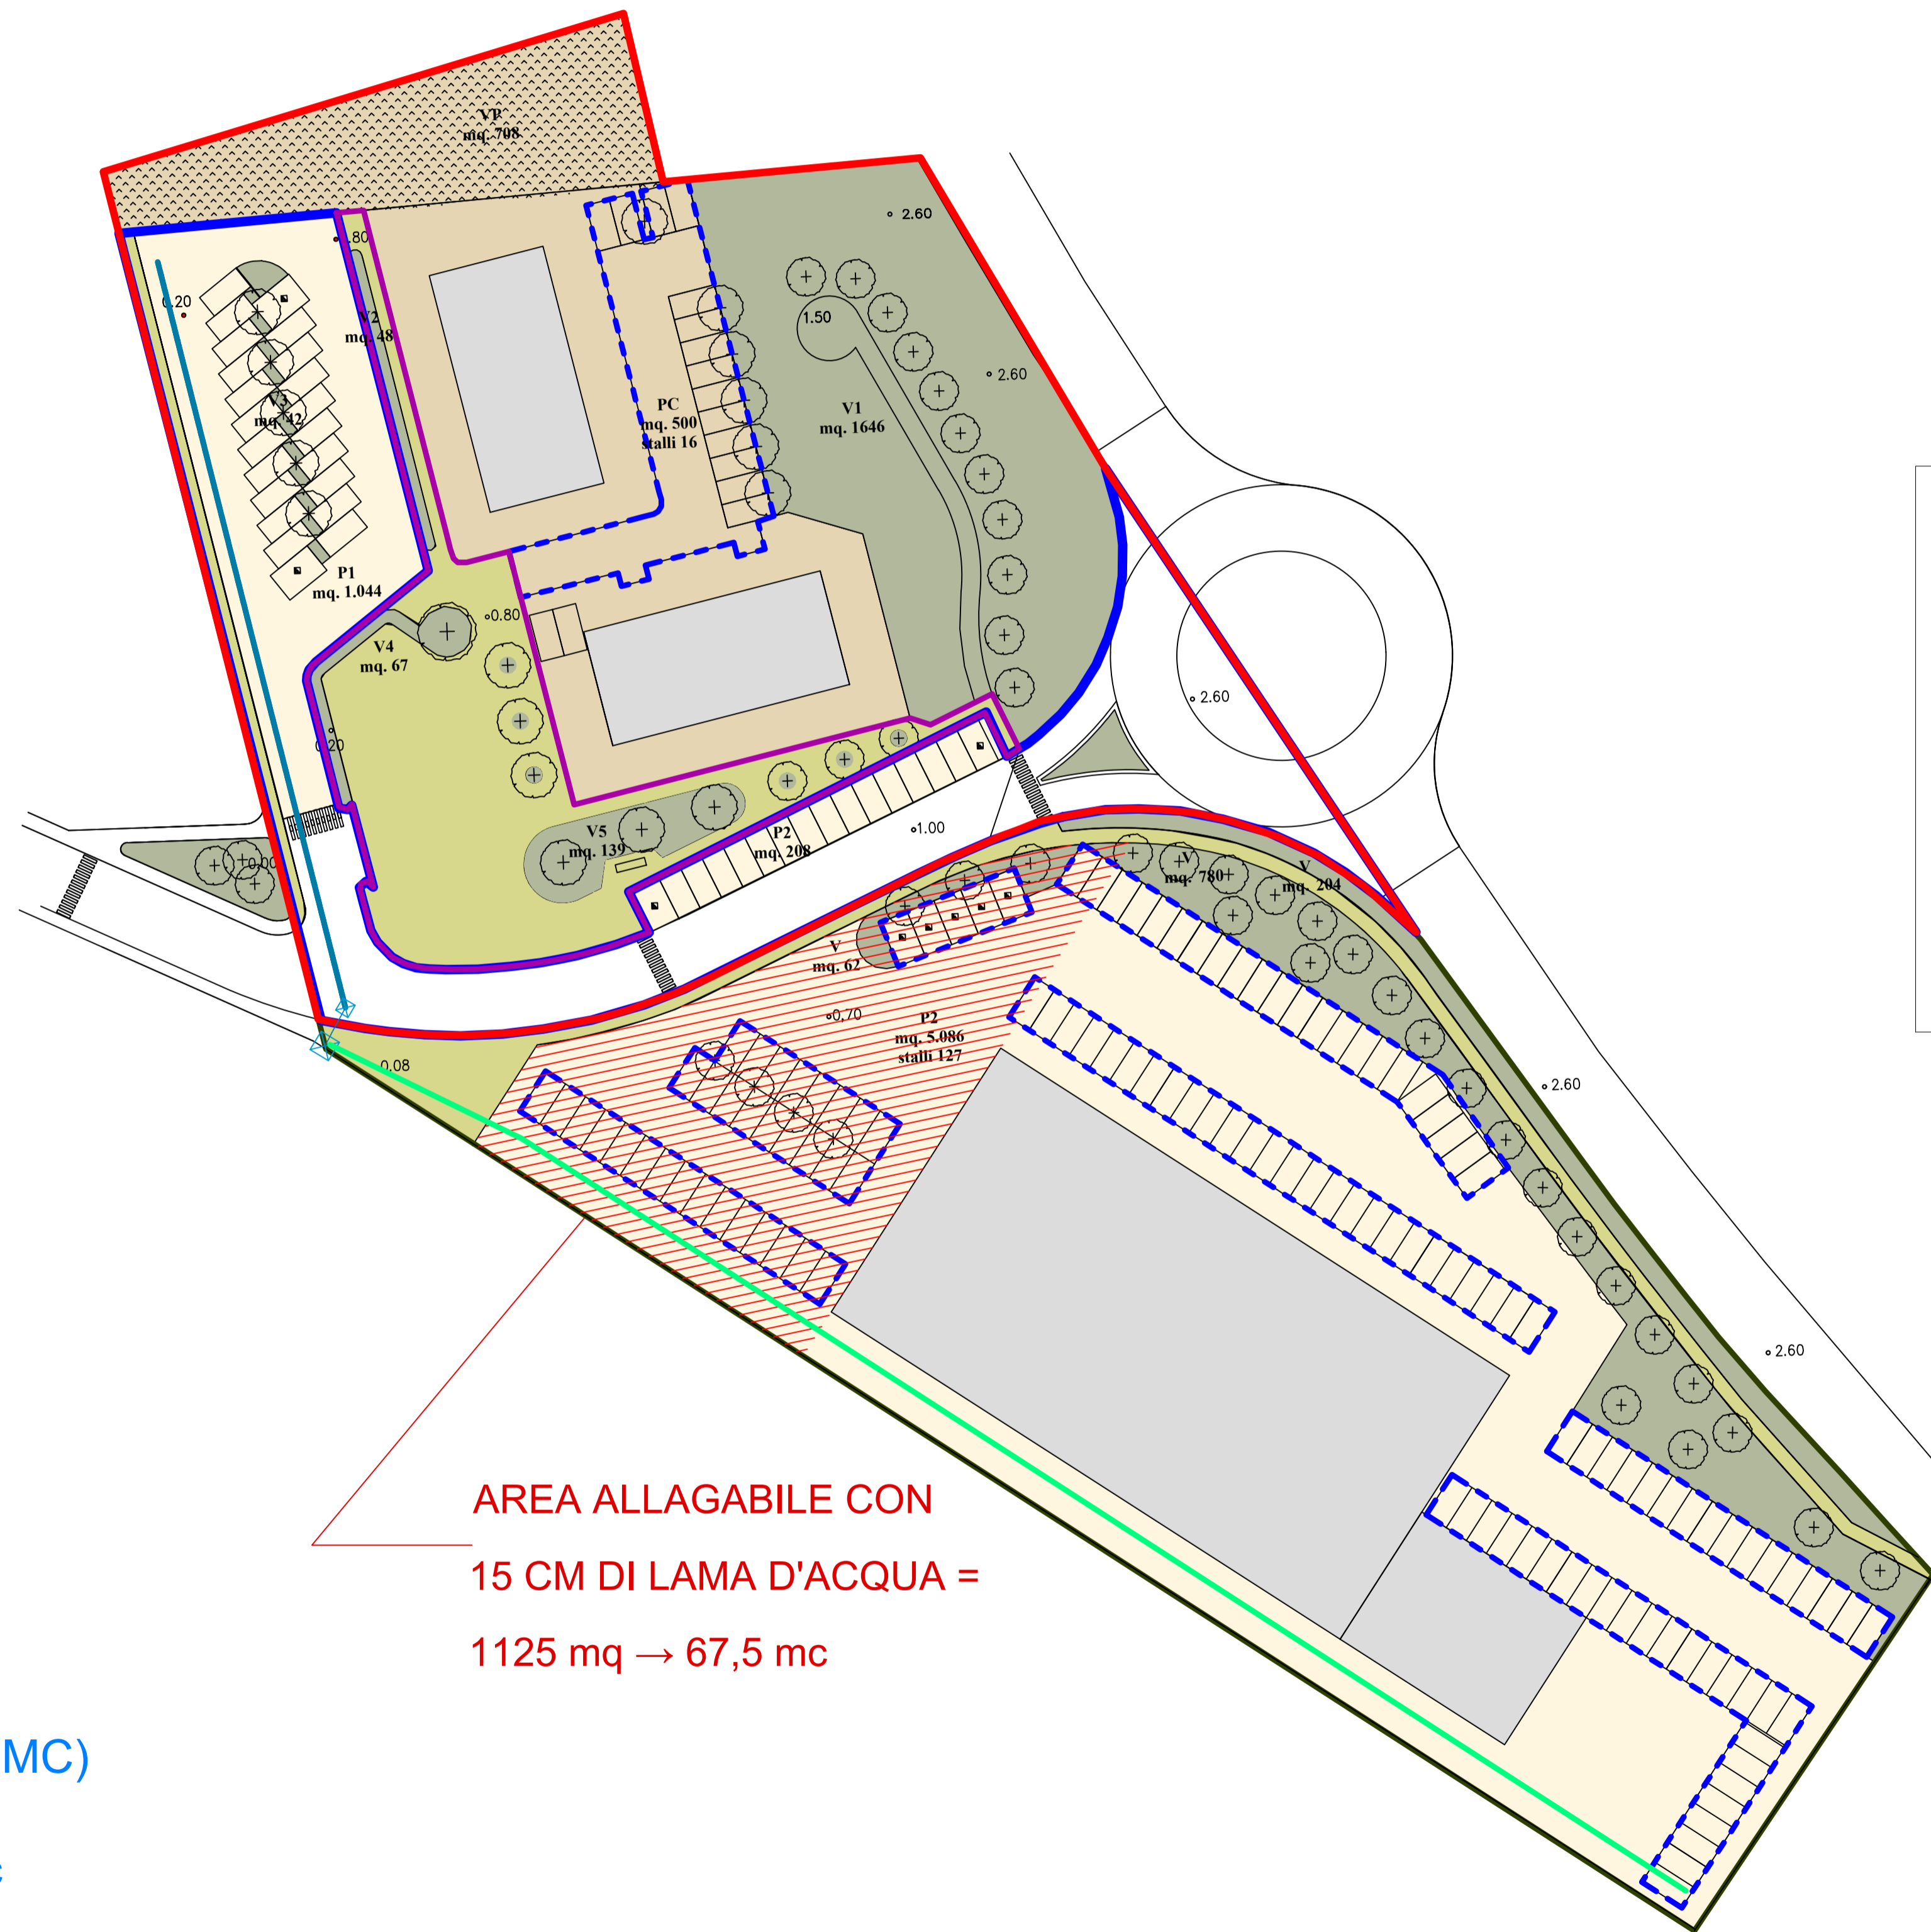 VP
mq. 708
2.60
0.20
V2
mq. 48
1.50
2.60
V3
mq. 42
PC
mq. 500
stalli 16
V1
mq. 1646
P1
mq. 1.044
0.80
V4
mq. 67
2.60
0.20
V5
mq. 139
P2
mq. 208
1.00
0.00
V
mq. 780
V
mq. 204
V
mq. 62
0,70
P2
mq. 5.086
stalli 127
0.08
2.60
2.60
AREA ALLAGABILE CON
15 CM DI LAMA D'ACQUA =
1125 mq → 67,5 mc
MC)